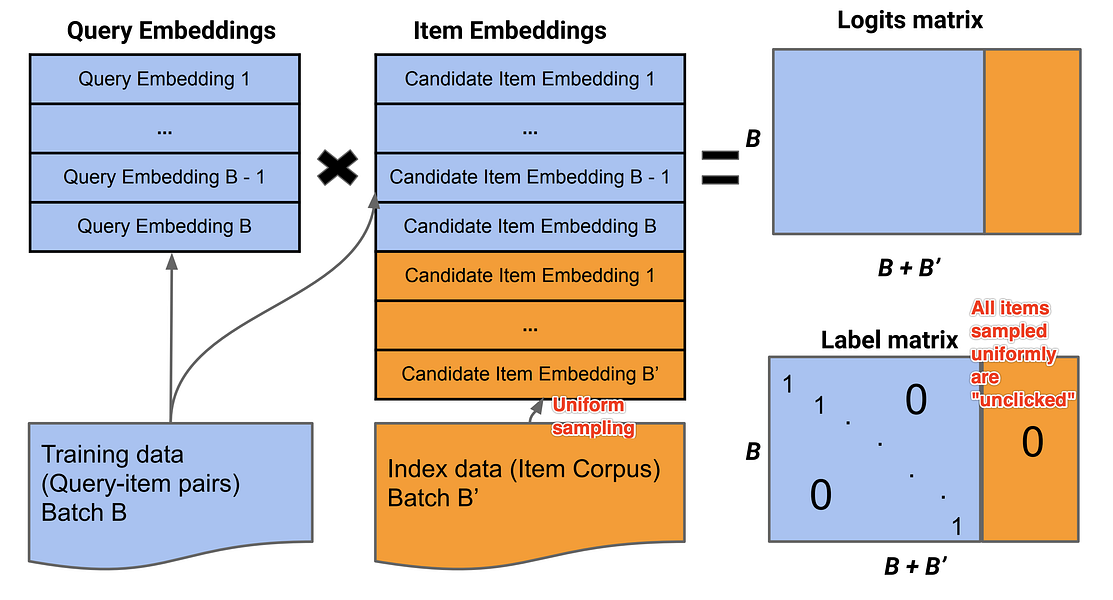 Query Embeddings
Query Embedding 1
...
Query Embedding B - 1
Query Embedding B
Item Embeddings
Candidate Item Embedding 1
...
Candidate Item Embedding B - 1
Candidate Item Embedding B
Candidate Item Embedding 1
...
Candidate Item Embedding B’
Uniform
sampling
Training data
(Query-item pairs)
Batch B
Index data (Item Corpus)
Batch B’
Logits matrix
B
B + B’
Label matrix
All items
sampled
uniformly
are
"unclicked"
1
1
0
0
0
1
B
B + B’